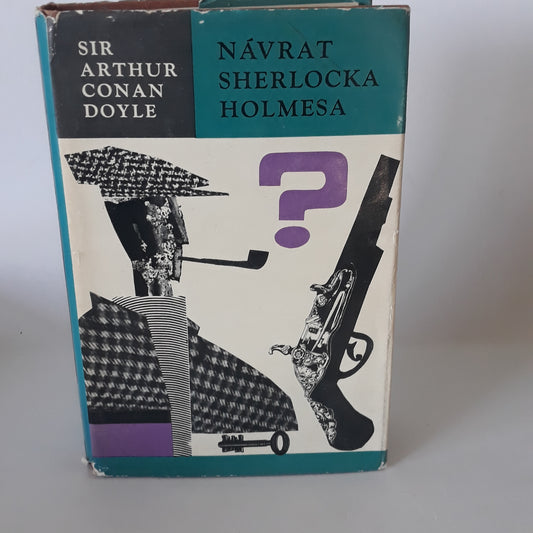 SIR
ARTHUR
CONAN
DOYLE
NÁVRAT
SHERLOCKA
HOLMESA
?